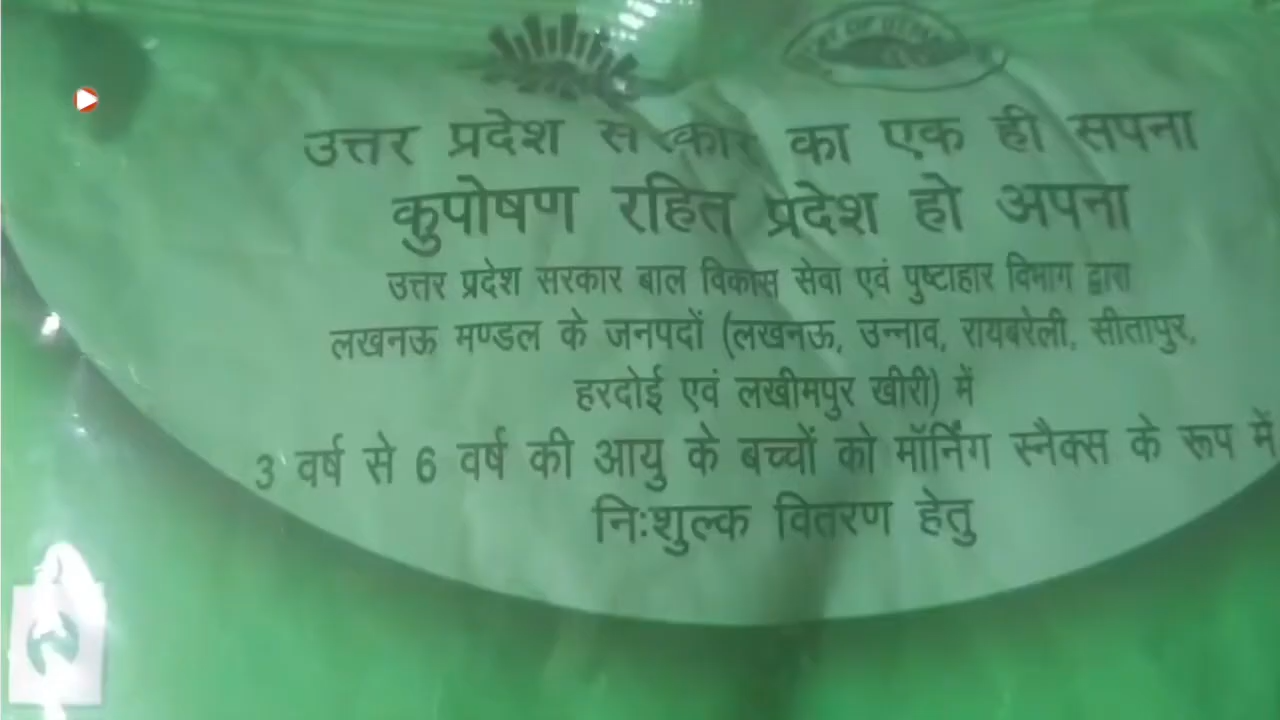 उत्तर प्रदेश सरकार का एक ही सपना
कुपोषण रहित प्रदेश हो अपना
उत्तर प्रदेश सरकार बाल विकास सेवा एवं पुष्टाहार विभाग द्वारा
लखनऊ मण्डल के जनपदों (लखनऊ, उन्नाव, रायबरेली, सीतापुर,
हरदोई एवं लखीमपुर खीरी) में
3 वर्ष से 6 वर्ष की आयु के बच्चों को मॉर्निंग स्नैक्स के रूप में
निःशुल्क वितरण हेतु